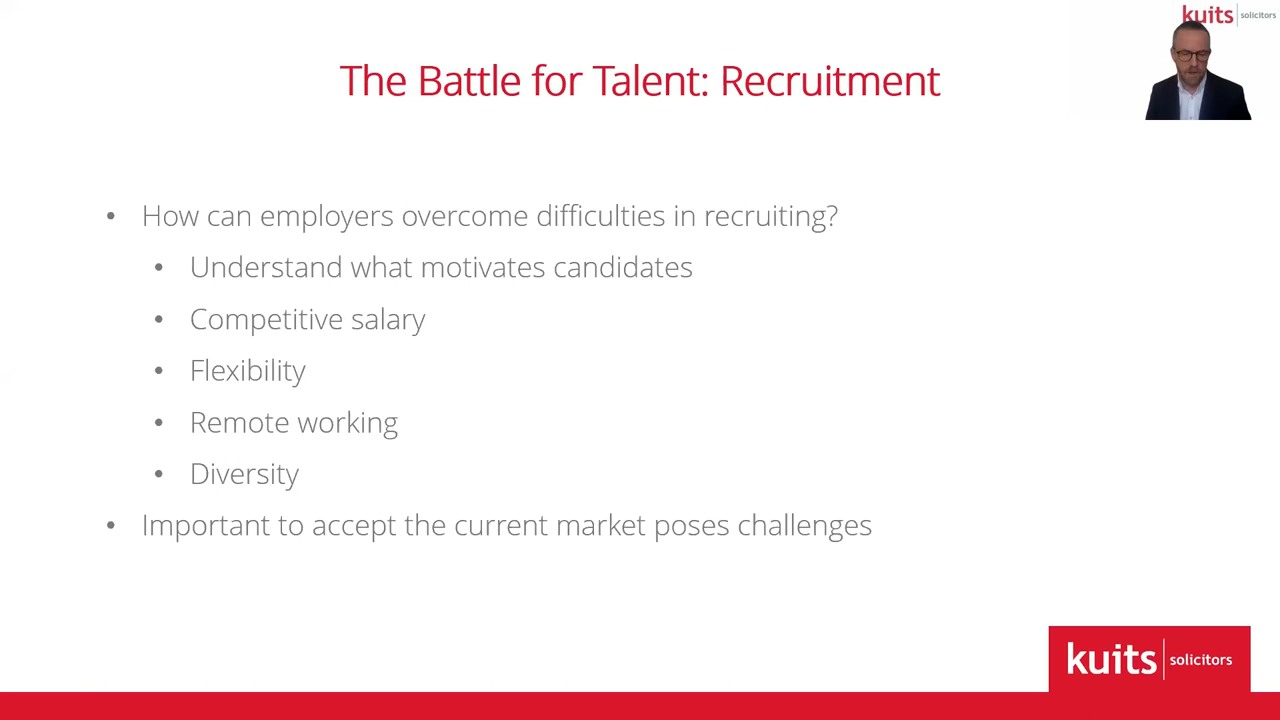 kuits solicitors
The Battle for Talent: Recruitment
• How can employers overcome difficulties in recruiting?
• Understand what motivates candidates
• Competitive salary
• Flexibility
• Remote working
• Diversity
• Important to accept the current market poses challenges
kuits solicitors